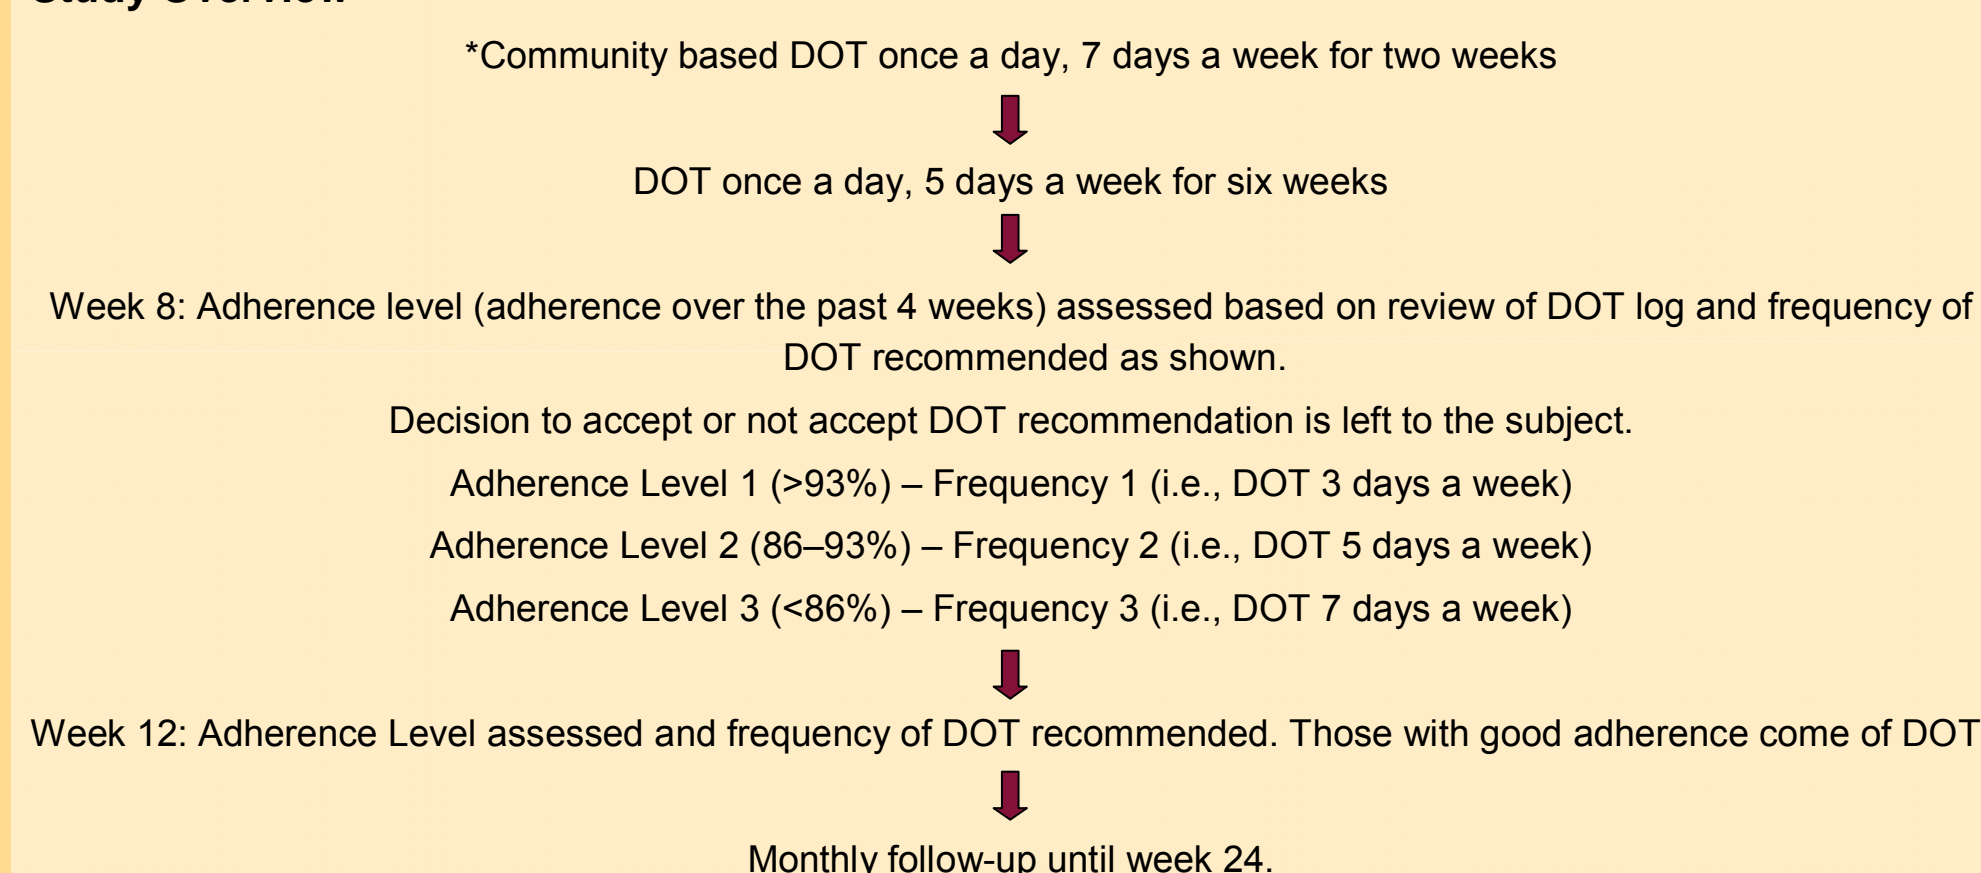 Study Overview
*Community based DOT once a day, 7 days a week for two weeks
DOT once a day, 5 days a week for six weeks
Week 8: Adherence level (adherence over the past 4 weeks) assessed based on review of DOT log and frequency of
DOT recommended as shown.
Decision to accept or not accept DOT recommendation is left to the subject.
Adherence Level 1 (>93%) – Frequency 1 (i.e., DOT 3 days a week)
Adherence Level 2 (86–93%) – Frequency 2 (i.e., DOT 5 days a week)
Adherence Level 3 (<86%) – Frequency 3 (i.e., DOT 7 days a week)
Week 12: Adherence Level assessed and frequency of DOT recommended. Those with good adherence come of DOT
Monthly follow-up until week 24.